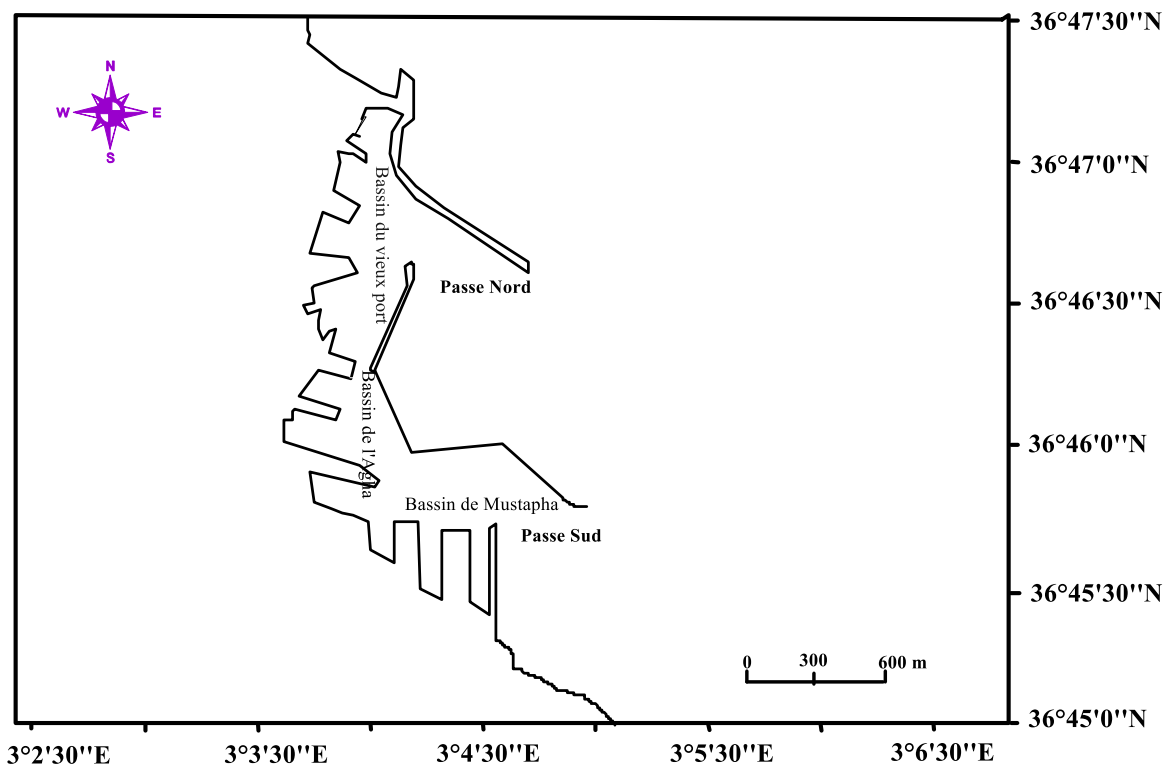 36°47'30''N
N
W E
S
36°47'0''N
Bassin du vieux port
Passe Nord
36°46'30''N
Bassin de l'Agha
36°46'0''N
Bassin de Mustapha
Passe Sud
36°45'30''N
0 300 600 m
36°45'0''N
3°2'30''E 3°3'30''E 3°4'30''E 3°5'30''E 3°6'30''E